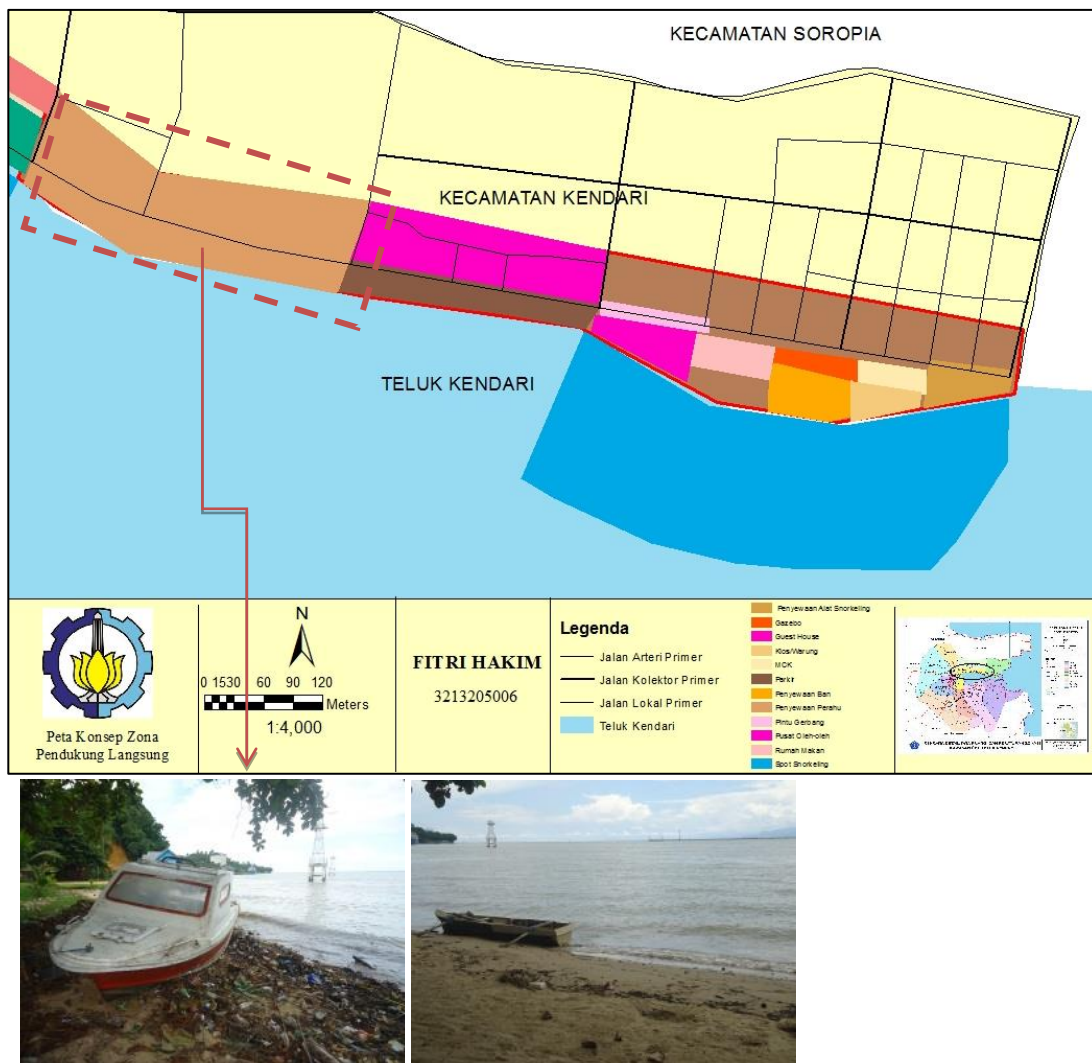 KECAMATAN SOROPIA
KECAMATAN KENDARI
TELUK KENDARI
Peta Konsep Zona
Pendukung Langsung
N
0 1530 60 90 120
Meters
1:4,000
FITRI HAKIM
3213205006
Legenda
Jalan Arteri Primer
Jalan Kolektor Primer
Jalan Lokal Primer
Teluk Kendari
Penyewaan Alat Snorkeling
Gazebo
Guest House
Kios/Warung
MCK
Parkir
Penyewaan Ban
Penyewaan Perahu
Pintu Gerbang
Pusat Oleh-oleh
Rumah Makan
Spot Snorkeling